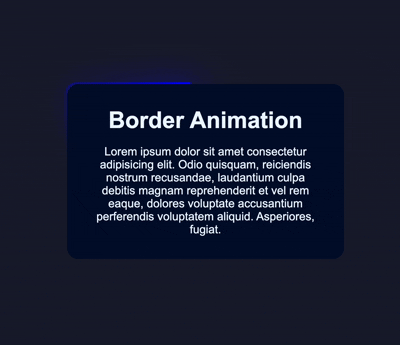 Border Animation
Lorem ipsum dolor sit amet consectetur
adipisicing elit. Odio quisquam, reiciendis
nostrum recusandae, laudantium culpa
debitis magnam reprehenderit et vel rem
eaque, dolores voluptate accusantium
perferendis voluptatem aliquid. Asperiores,
fugiat.